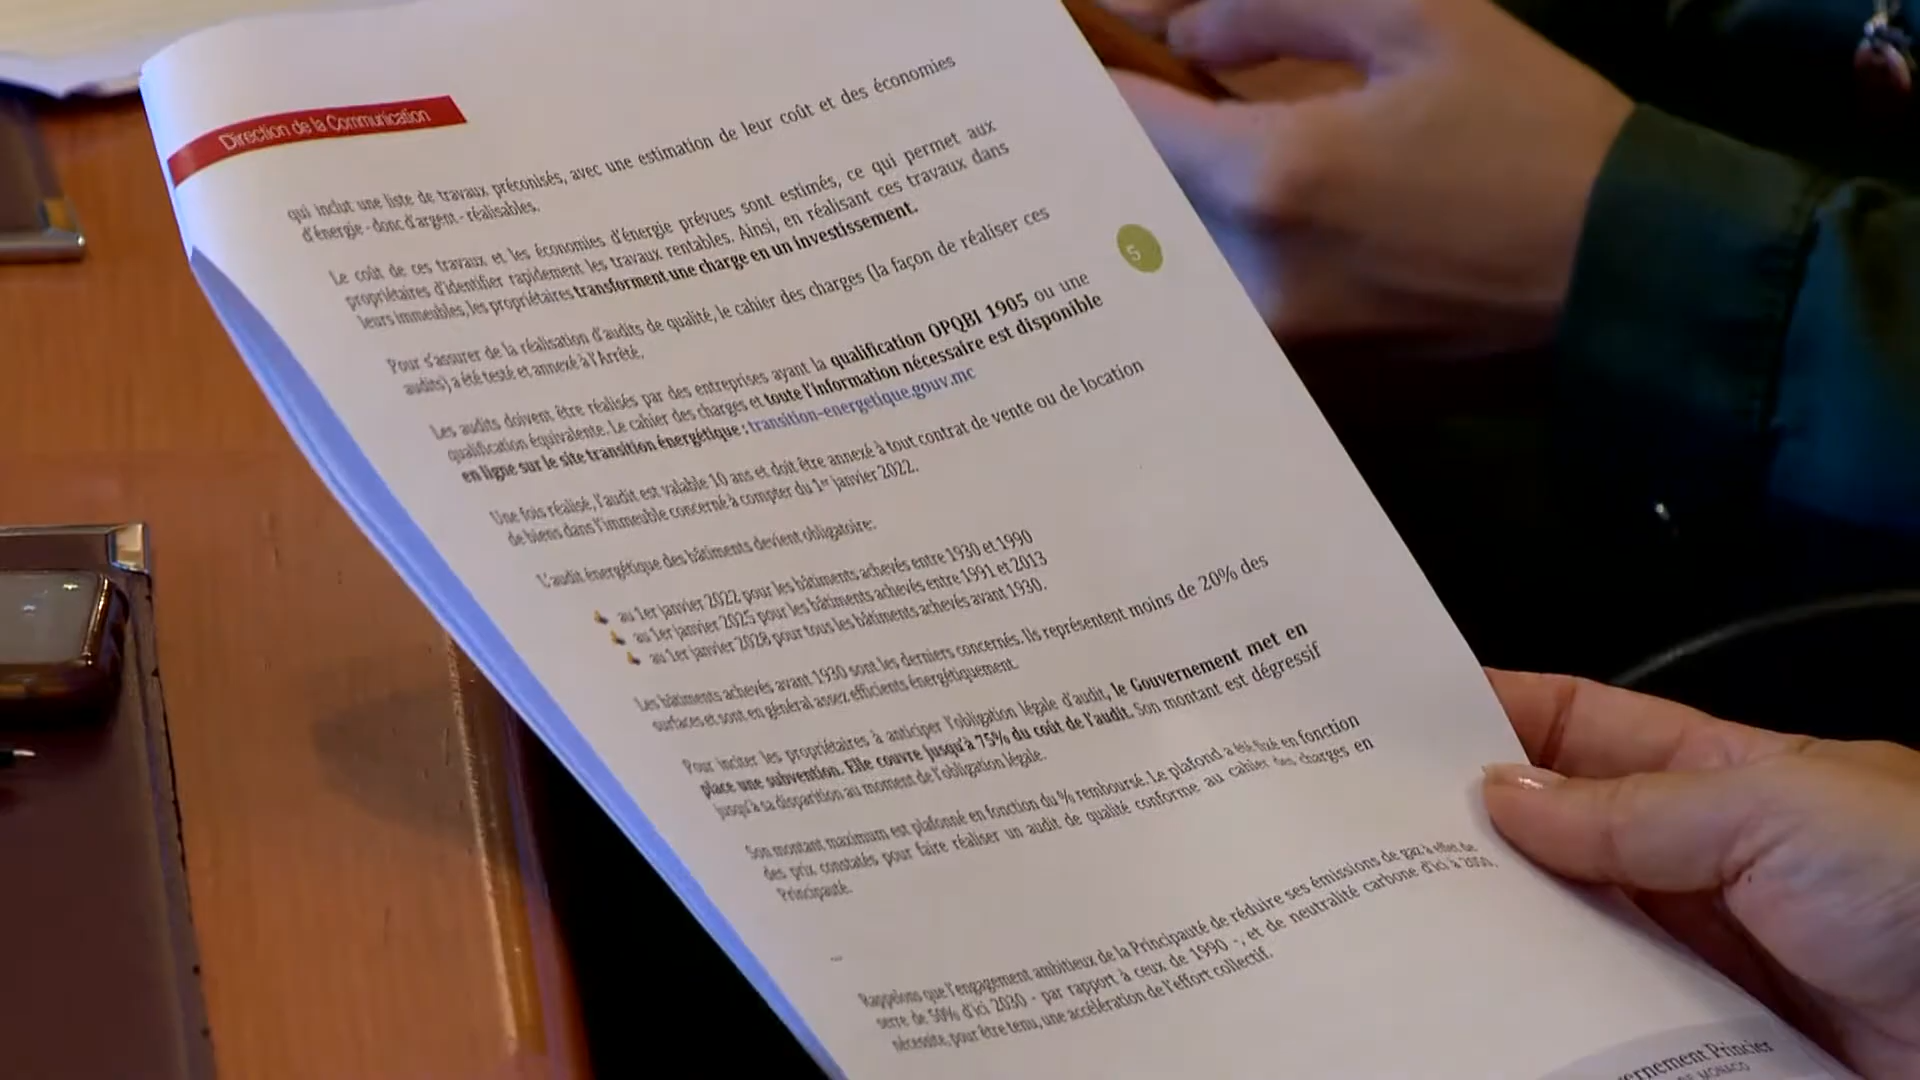 Direction de la Communication
qui inclut une liste de travaux préconisés, avec une estimation de leur coût et des économies
d'énergie - donc d'argent - réalisables.
Le coût de ces travaux et les économies d'énergie prévues sont estimés, ce qui permet aux
propriétaires d'identifier rapidement les travaux rentables. Ainsi, en réalisant ces travaux dans
leurs immeubles, les propriétaires transforment une charge en un investissement.
5
Pour s'assurer de la réalisation d'audits de qualité, le cahier des charges (la façon de réaliser ces
audits) a été testé et annexé à l'Arrêté.
Les audits doivent être réalisés par des entreprises ayant la qualification OPQBI 1905 ou une
qualification équivalente. Le cahier des charges et toute l'information nécessaire est disponible
en ligne sur le site transition énergétique : transition-energetique.gouv.mc
Une fois réalisé, l'audit est valable 10 ans et doit être annexé à tout contrat de vente ou de location
de biens dans l'immeuble concerné à compter du 1er janvier 2022.
L'audit énergétique des bâtiments devient obligatoire:
au 1er janvier 2022 pour les bâtiments achevés entre 1930 et 1990
au 1er janvier 2025 pour les bâtiments achevés entre 1991 et 2013
au 1er janvier 2028 pour tous les bâtiments achevés avant 1930.
Les bâtiments achevés avant 1930 sont les derniers concernés. Ils représentent moins de 20% des
surfaces et sont en général assez efficients énergétiquement.
Pour inciter les propriétaires à anticiper l'obligation légale d'audit, le Gouvernement met en
place une subvention. Elle couvre jusqu'à 75% du coût de l'audit. Son montant est dégressif
jusqu'à sa disparition au moment de l'obligation légale.
Son montant maximum est plafonné en fonction du % remboursé. Le plafond a été fixé en fonction
des prix constatés pour faire réaliser un audit de qualité conforme au cahier des charges en
Principauté.
Rappelons que l'engagement ambitieux de la Principauté de réduire ses émissions de gaz à effet de
serre de 50% d'ici 2030 - par rapport à ceux de 1990 -, et de neutralité carbone d'ici à 2050,
nécessite, pour être tenu, une accélération de l'effort collectif.
vernement Princier
DE MONACO